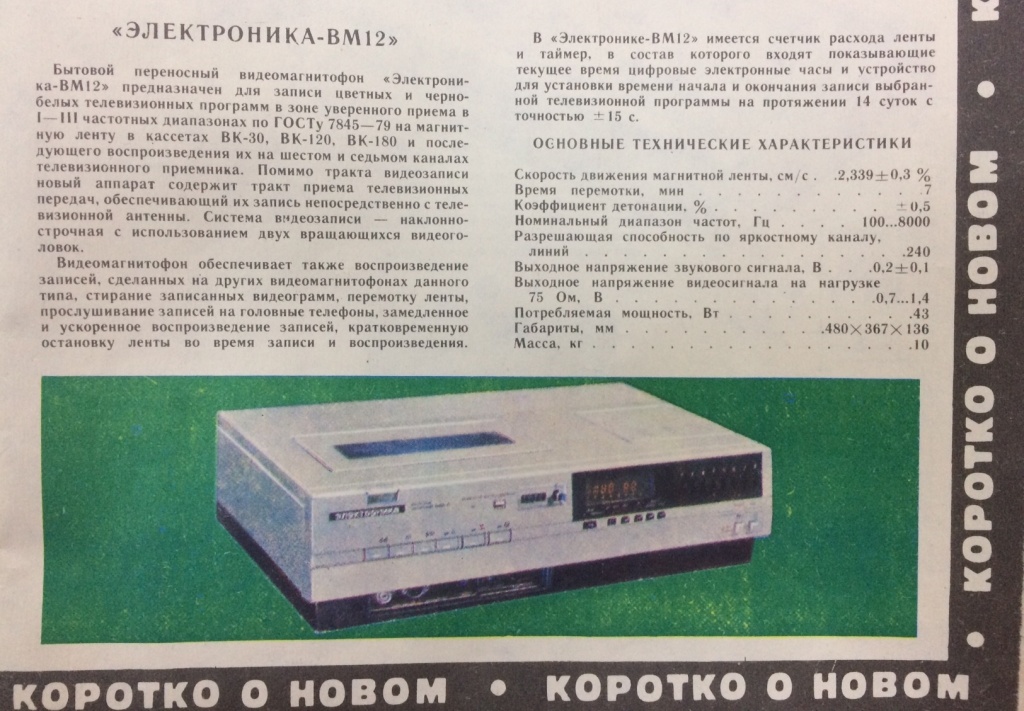 «ЭЛЕКТРОНИКА-ВМ12»
Бытовой переносный видеомагнитофон «Электрони-
ка-ВМ12» предназначен для записи цветных и черно-
белых телевизионных программ в зоне уверенного приема в
I—III частотных диапазонах по ГОСТу 7845—79 на магнит-
ную ленту в кассетах ВК-30, ВК-120, ВК-180 и после-
дующего воспроизведения их на шестом и седьмом каналах
телевизионного приемника. Помимо тракта видеозаписи
новый аппарат содержит тракт приема телевизионных
передач, обеспечивающий их запись непосредственно с теле-
визионной антенны. Система видеозаписи — наклонно-
строчная с использованием двух вращающихся видеого-
ловок.
Видеомагнитофон обеспечивает также воспроизведение
записей, сделанных на других видеомагнитофонах данного
типа, стирание записанных видеограмм, перемотку ленты,
прослушивание записей на головные телефоны, замедленное
и ускоренное воспроизведение записей, кратковременную
остановку ленты во время записи и воспроизведения.
В «Электронике-ВМ12» имеется счетчик расхода ленты
и таймер, в состав которого входят показывающие
текущее время цифровые электронные часы и устройство
для установки времени начала и окончания записи выбран-
ной телевизионной программы на протяжении 14 суток с
точностью ±15 с.
ОСНОВНЫЕ ТЕХНИЧЕСКИЕ ХАРАКТЕРИСТИКИ
Скорость движения магнитной ленты, см/с . .2,339±0,3 %
Время перемотки, мин . . . . . . . . . . 7
Коэффициент детонации, % . . . . . . . . ±0,5
Номинальный диапазон частот, Гц . . . . 100...8000
Разрешающая способность по яркостному каналу,
линий . . . . . . . . . . . . . .240
Выходное напряжение звукового сигнала, В . . .0,2±0,1
Выходное напряжение видеосигнала на нагрузке
75 Ом, В . . . . . . . . . . . .0,7...1,4
Потребляемая мощность, Вт . . . . . . . . .43
Габариты, мм . . . . . . . . .480×367×136
Масса, кг . . . . . . . . . . . . . .10
ЭЛЕКТРОНИКА
КОРОТКО О НОВОМ • КОРОТКО О НОВОМ
• КОРОТКО О НОВОМ • К